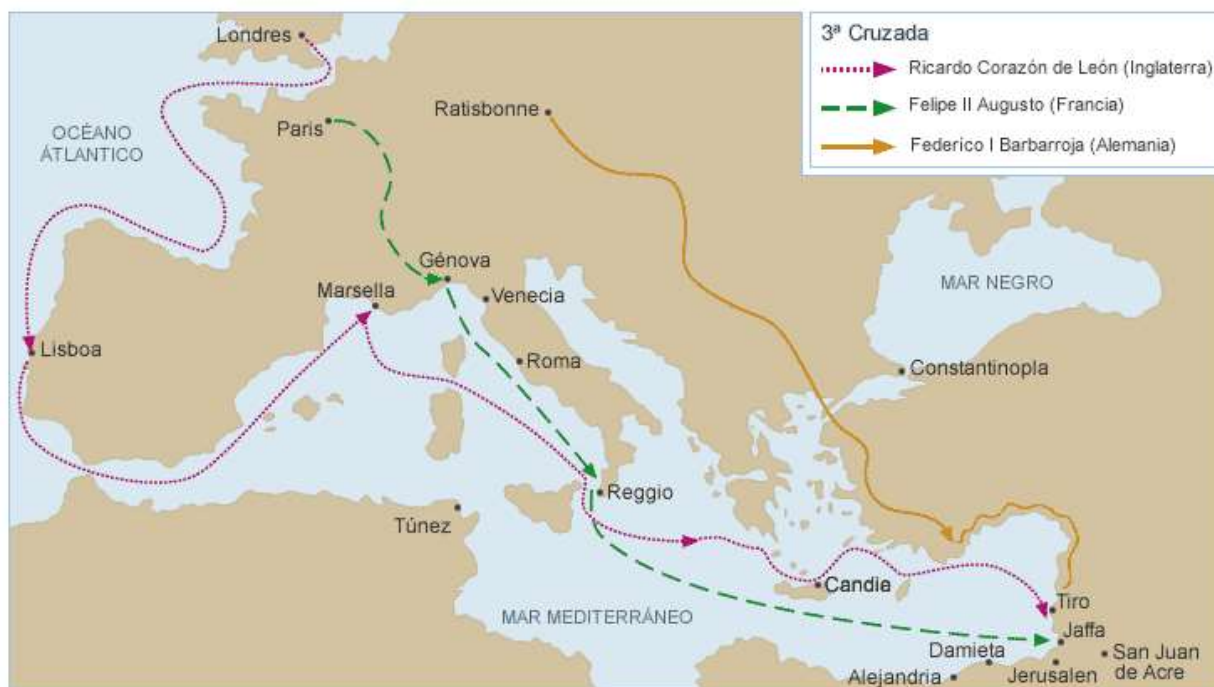 3ª Cruzada
Ricardo Corazón de León (Inglaterra)
Felipe II Augusto (Francia)
Federico I Barbarroja (Alemania)
Londres
OCÉANO
ÁTLANTICO
Paris
Ratisbonne
Génova
Marsella
Venecia
MAR NEGRO
Lisboa
Roma
Constantinopla
Reggio
Túnez
Candia
MAR MEDITERRÁNEO
Tiro
Jaffa
Damieta
San Juan
de Acre
Alejandria
Jerusalen